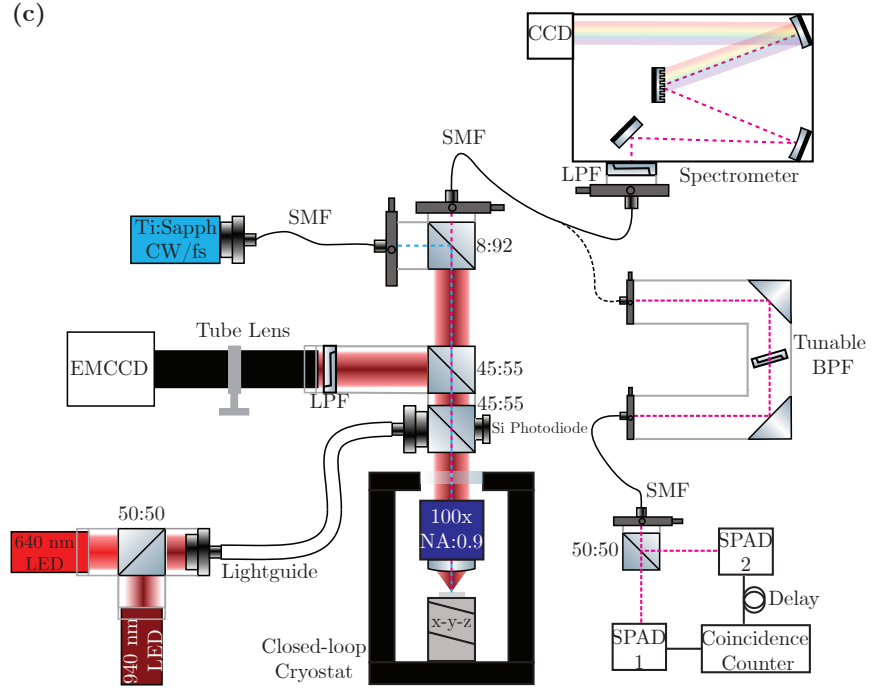 (c)
CCD
SMF
LPF
Spectrometer
Ti:Sapph
CW/fs
SMF
8:92
Tube Lens
EMCCD
LPF
45:55
45:55
Si Photodiode
Tunable
BPF
100x
NA:0.9
50:50
640 nm
LED
Lightguide
940 nm
LED
x-y-z
Closed-loop
Cryostat
SMF
50:50
SPAD
2
Delay
SPAD
1
Coincidence
Counter